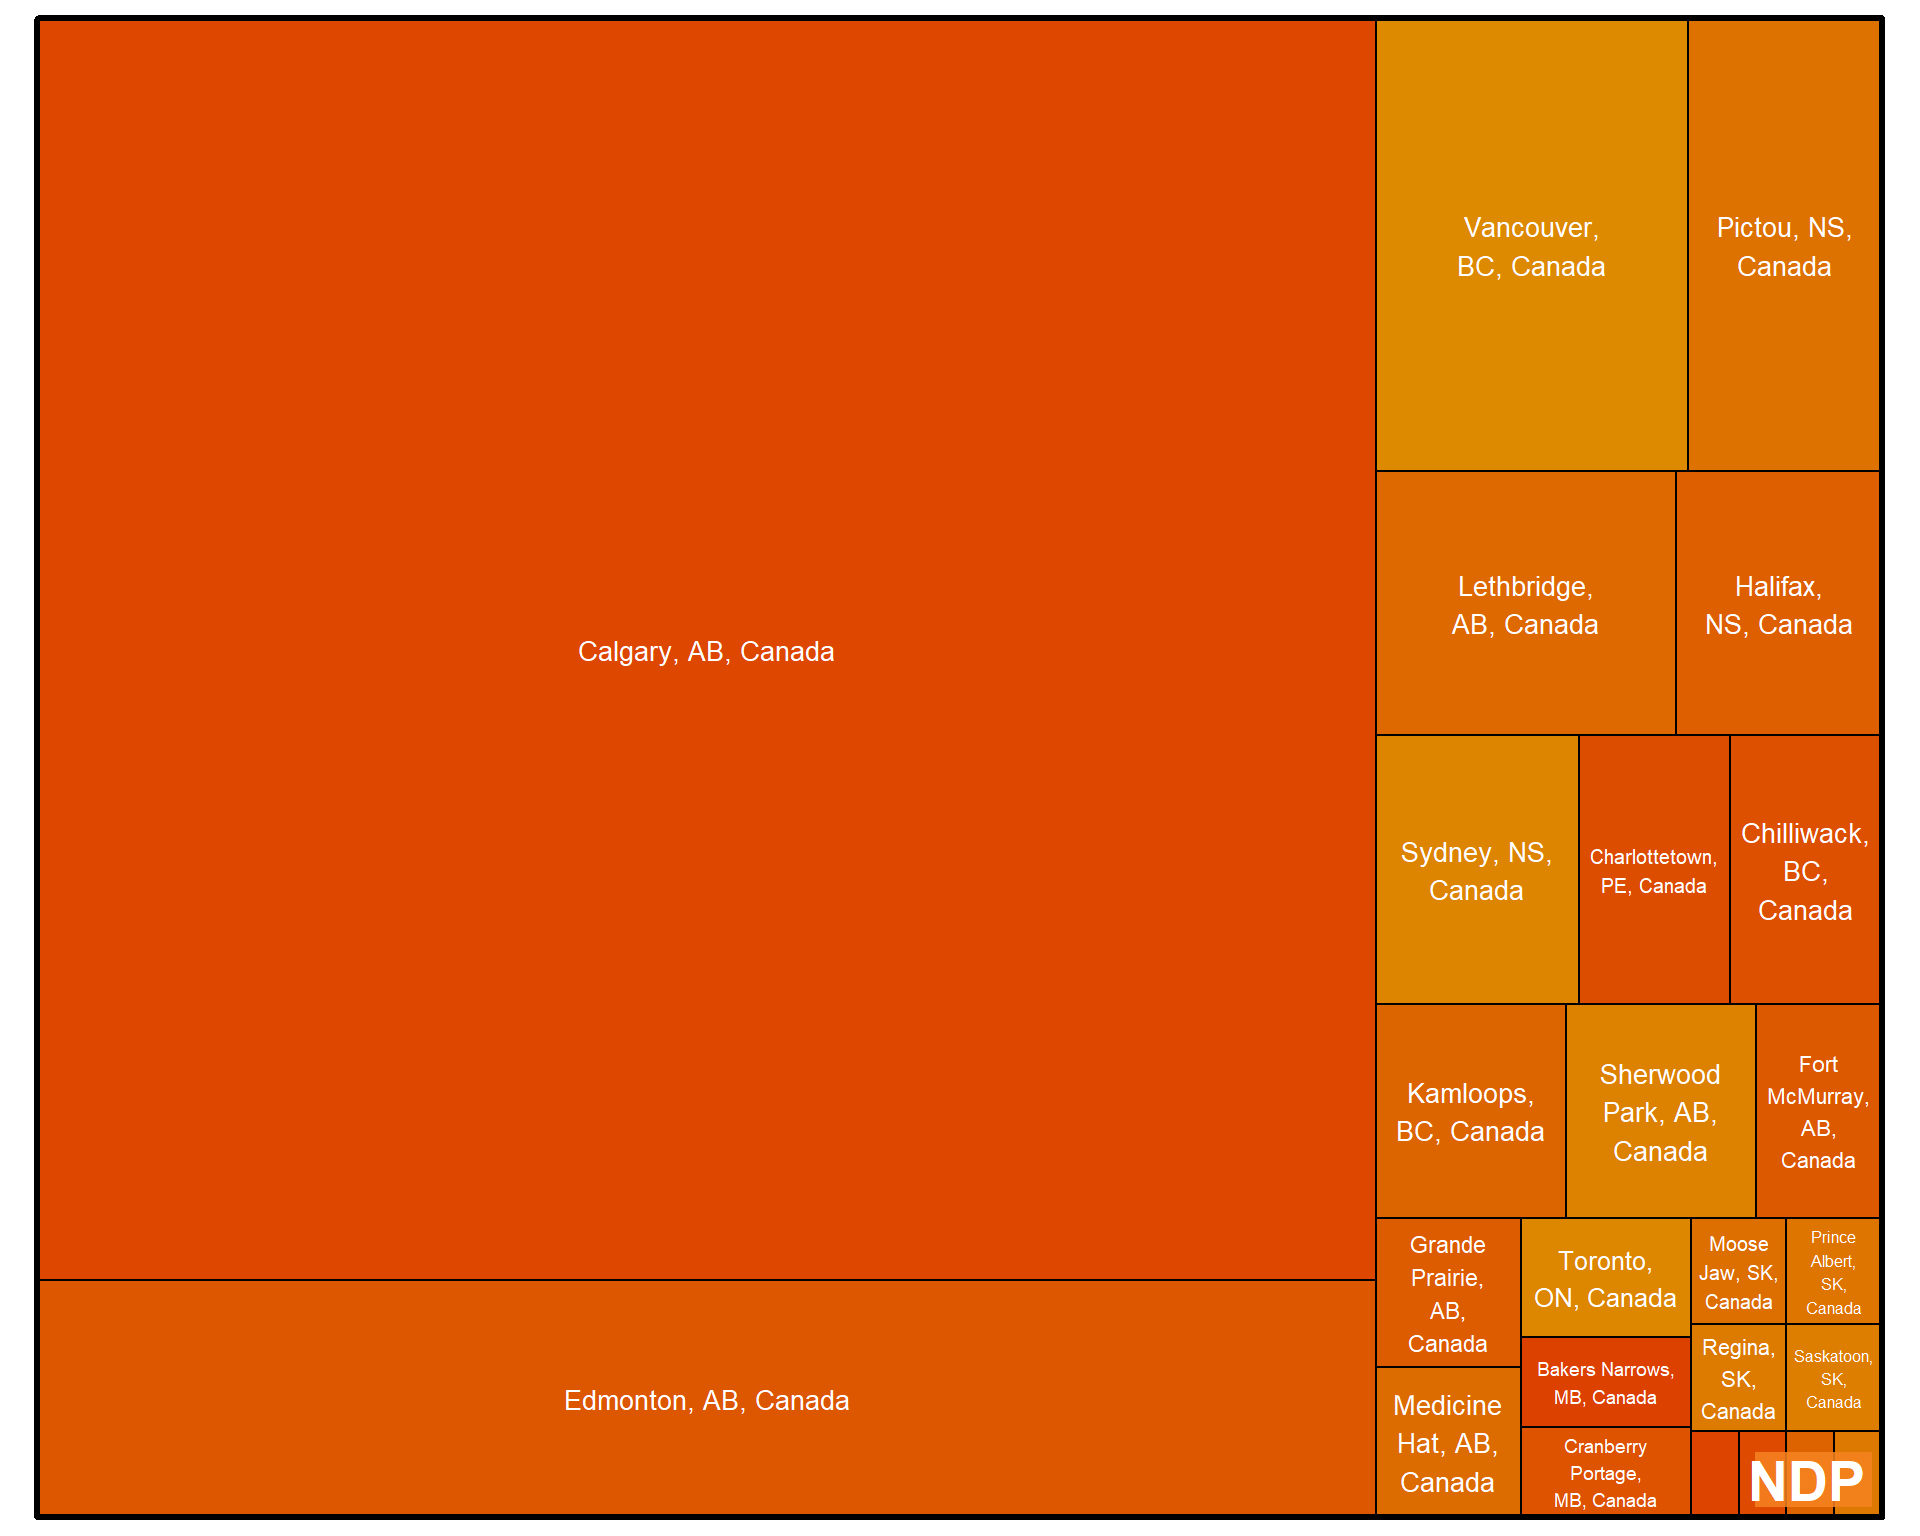 Calgary, AB, Canada
Edmonton, AB, Canada
Vancouver,
BC, Canada
Pictou, NS,
Canada
Lethbridge,
AB, Canada
Halifax,
NS, Canada
Sydney, NS,
Canada
Charlottetown,
PE, Canada
Chilliwack,
BC,
Canada
Kamloops,
BC, Canada
Sherwood
Park, AB,
Canada
Fort
McMurray,
AB,
Canada
Grande
Prairie,
AB,
Canada
Medicine
Hat, AB,
Canada
Toronto,
ON, Canada
Bakers Narrows,
MB, Canada
Cranberry
Portage,
MB, Canada
Moose
Jaw, SK,
Canada
Prince
Albert,
SK,
Canada
Regina,
SK,
Canada
Saskatoon,
SK,
Canada
NDP